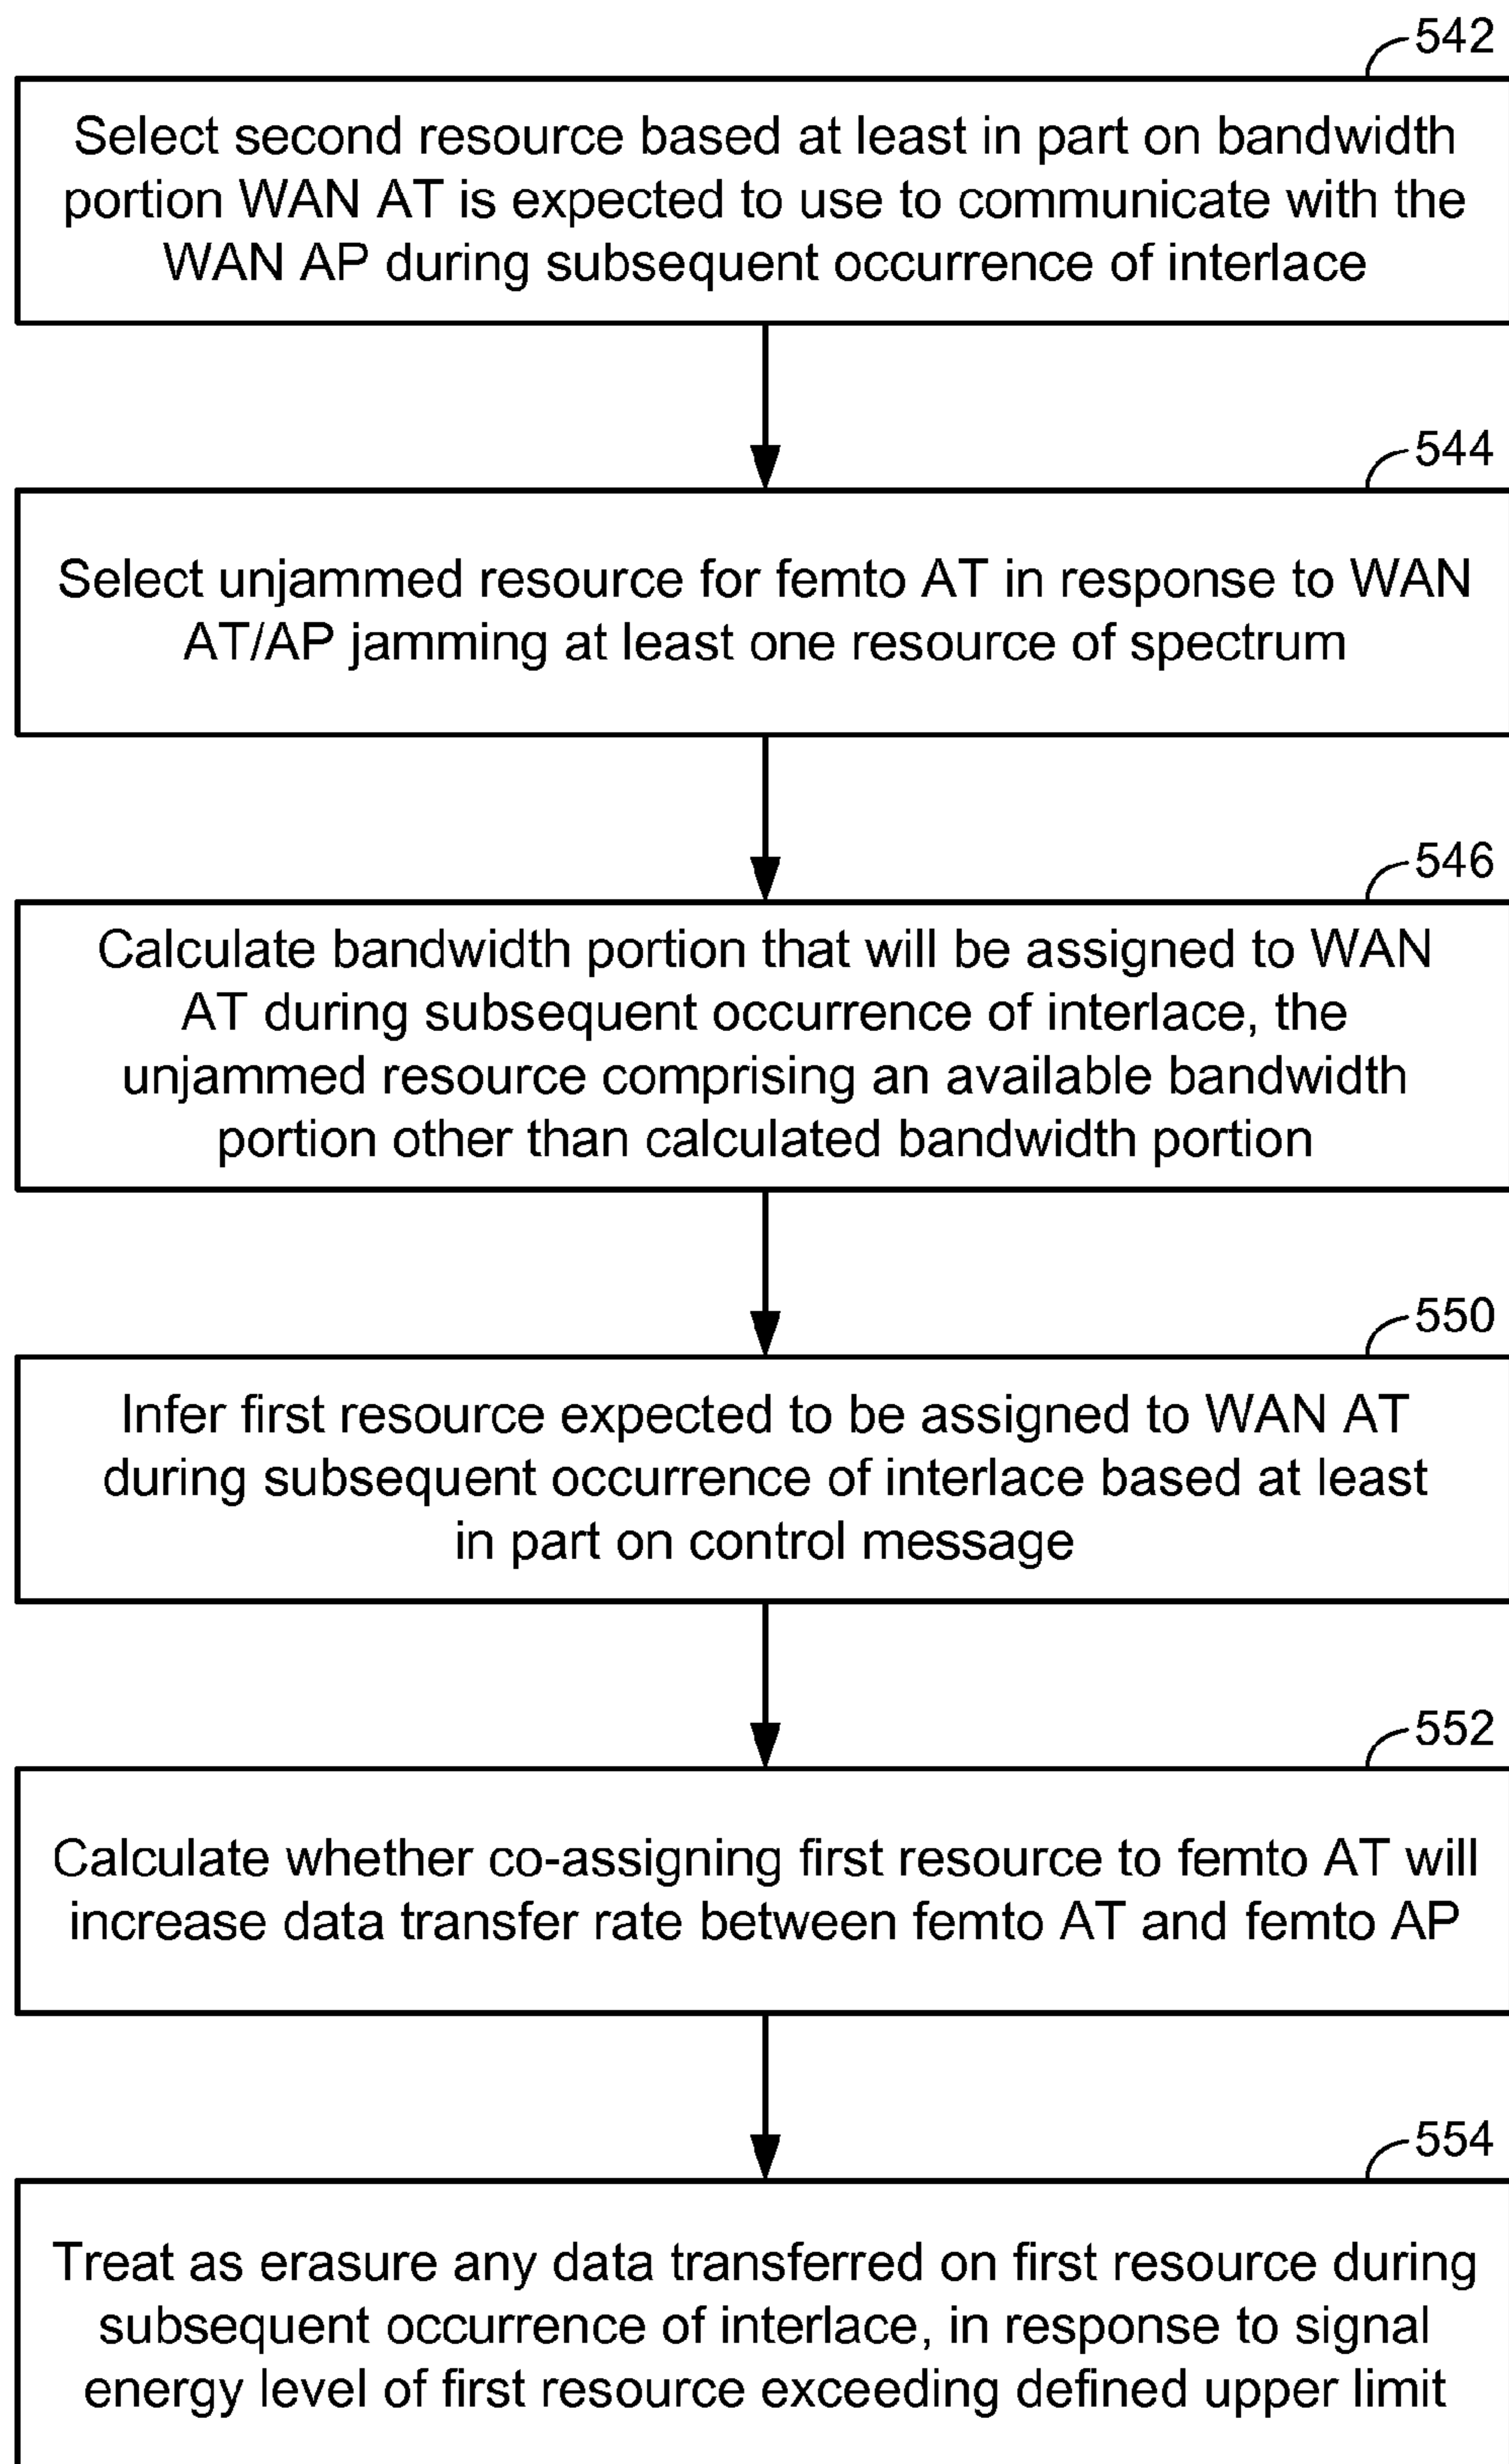 542
Select second resource based at least in part on bandwidth
portion WAN AT is expected to use to communicate with the
WAN AP during subsequent occurrence of interlace
544
Select unjammed resource for femto AT in response to WAN
AT/AP jamming at least one resource of spectrum
546
Calculate bandwidth portion that will be assigned to WAN
AT during subsequent occurrence of interlace, the
unjammed resource comprising an available bandwidth
portion other than calculated bandwidth portion
550
Infer first resource expected to be assigned to WAN AT
during subsequent occurrence of interlace based at least
in part on control message
552
Calculate whether co-assigning first resource to femto AT will
increase data transfer rate between femto AT and femto AP
554
Treat as erasure any data transferred on first resource during
subsequent occurrence of interlace, in response to signal
energy level of first resource exceeding defined upper limit